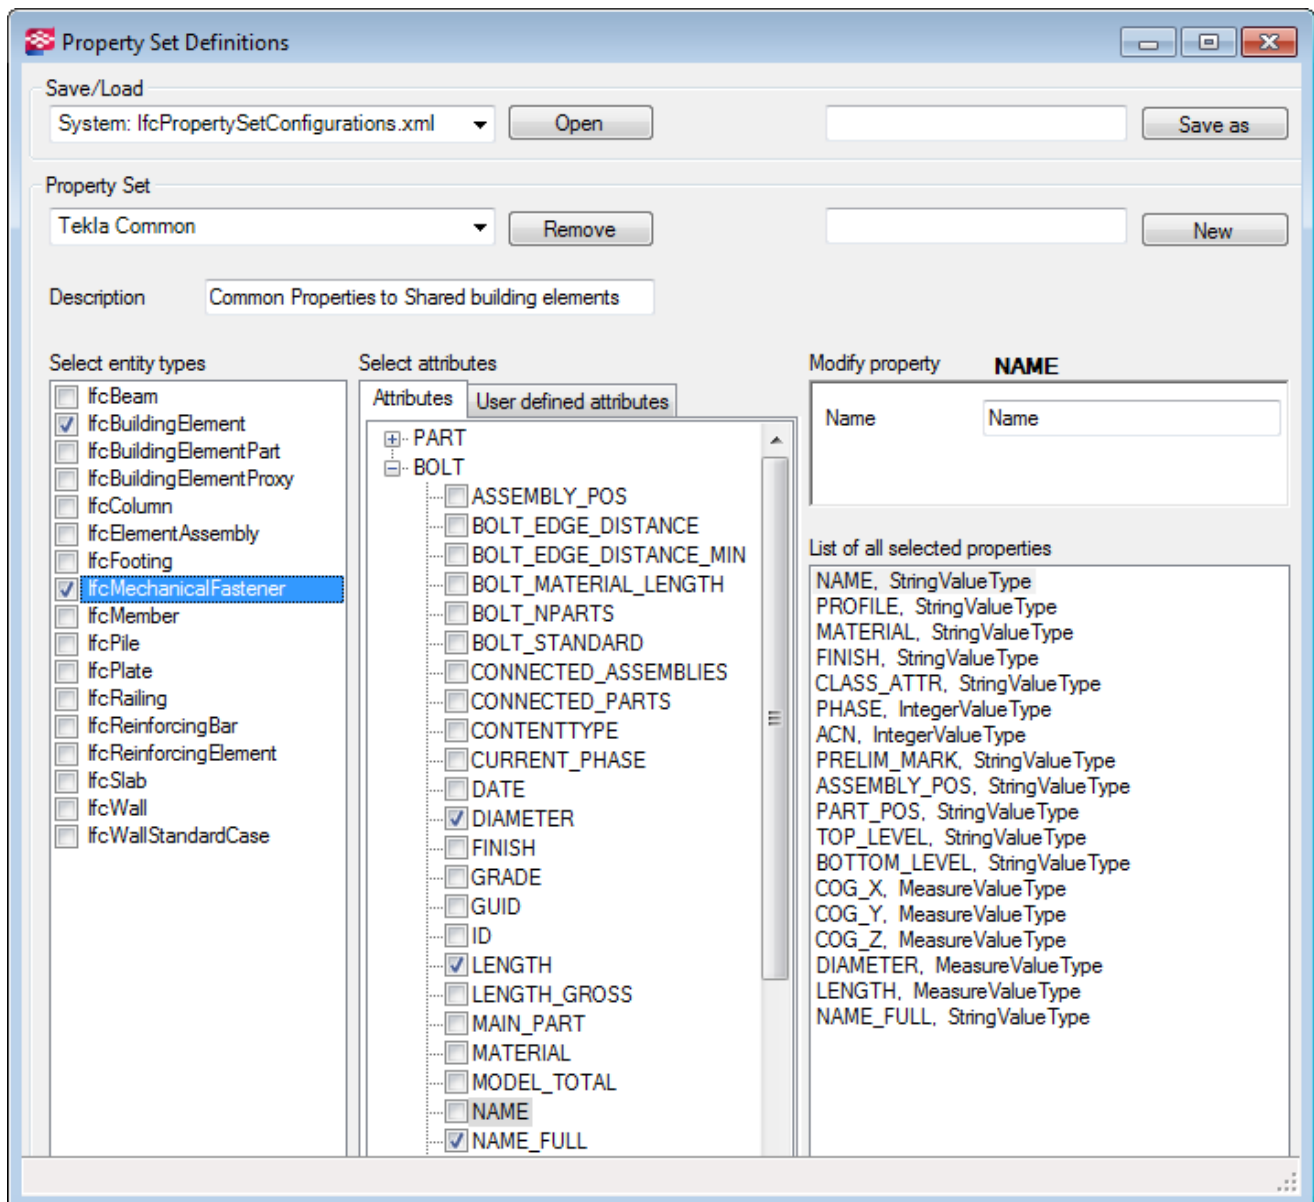 Property Set Definitions
Save/Load
System: IfcPropertySetConfigurations.xml
Open
Save as
Property Set
Tekla Common
Remove
New
Description
Common Properties to Shared building elements
Select entity types
IfcBeam
IfcBuildingElement
IfcBuildingElementPart
IfcBuildingElementProxy
IfcColumn
IfcElementAssembly
IfcFooting
IfcMechanicalFastener
IfcMember
IfcPile
IfcPlate
IfcRailing
IfcReinforcingBar
IfcReinforcingElement
IfcSlab
IfcWall
IfcWallStandardCase
Select attributes
Attributes
User defined attributes
PART
BOLT
ASSEMBLY_POS
BOLT_EDGE_DISTANCE
BOLT_EDGE_DISTANCE_MIN
BOLT_MATERIAL_LENGTH
BOLT_NPARTS
BOLT_STANDARD
CONNECTED_ASSEMBLIES
CONNECTED_PARTS
CONTENTTYPE
CURRENT_PHASE
DATE
DIAMETER
FINISH
GRADE
GUID
ID
LENGTH
LENGTH_GROSS
MAIN_PART
MATERIAL
MODEL_TOTAL
NAME
NAME_FULL
Modify property NAME
Name
Name
List of all selected properties
NAME, StringValueType
PROFILE, StringValueType
MATERIAL, StringValueType
FINISH, StringValueType
CLASS_ATTR, StringValueType
PHASE, IntegerValueType
ACN, IntegerValueType
PRELIM_MARK, StringValueType
ASSEMBLY_POS, StringValueType
PART_POS, StringValueType
TOP_LEVEL, StringValueType
BOTTOM_LEVEL, StringValueType
COG_X, MeasureValueType
COG_Y, MeasureValueType
COG_Z, MeasureValueType
DIAMETER, MeasureValueType
LENGTH, MeasureValueType
NAME_FULL, StringValueType